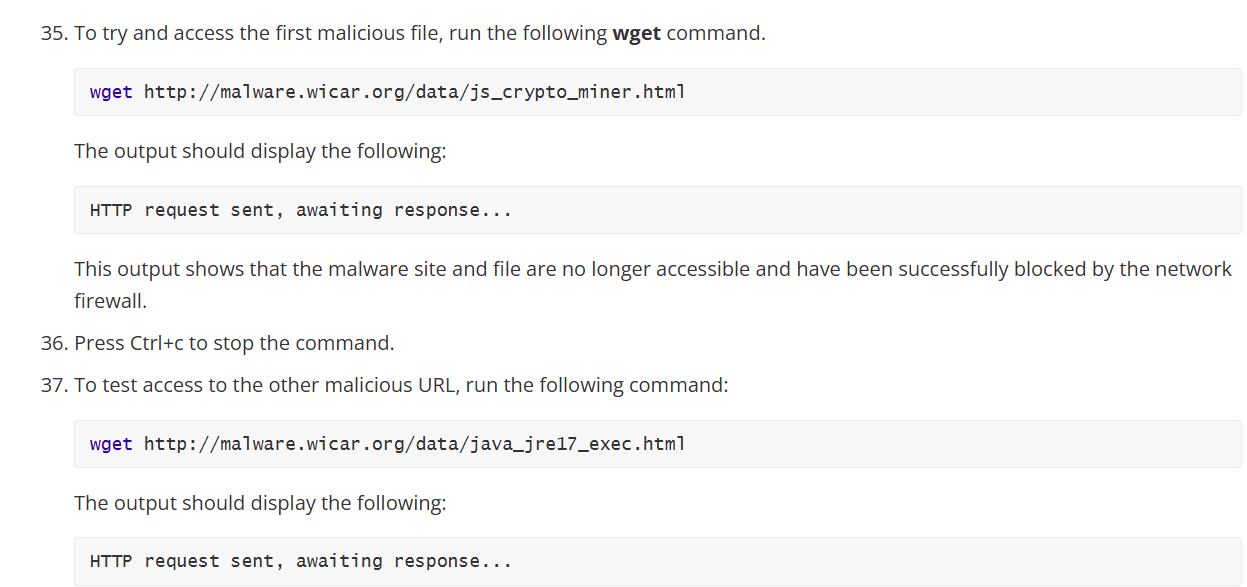 35. To try and access the first malicious file, run the following wget command.
wget http://malware.wicar.org/data/js_crypto_miner.html
The output should display the following:
HTTP request sent, awaiting response...
This output shows that the malware site and file are no longer accessible and have been successfully blocked by the network
firewall.
36. Press Ctrl+c to stop the command.
37. To test access to the other malicious URL, run the following command:
wget http://malware.wicar.org/data/java_jre17_exec.html
The output should display the following:
HTTP request sent, awaiting response...